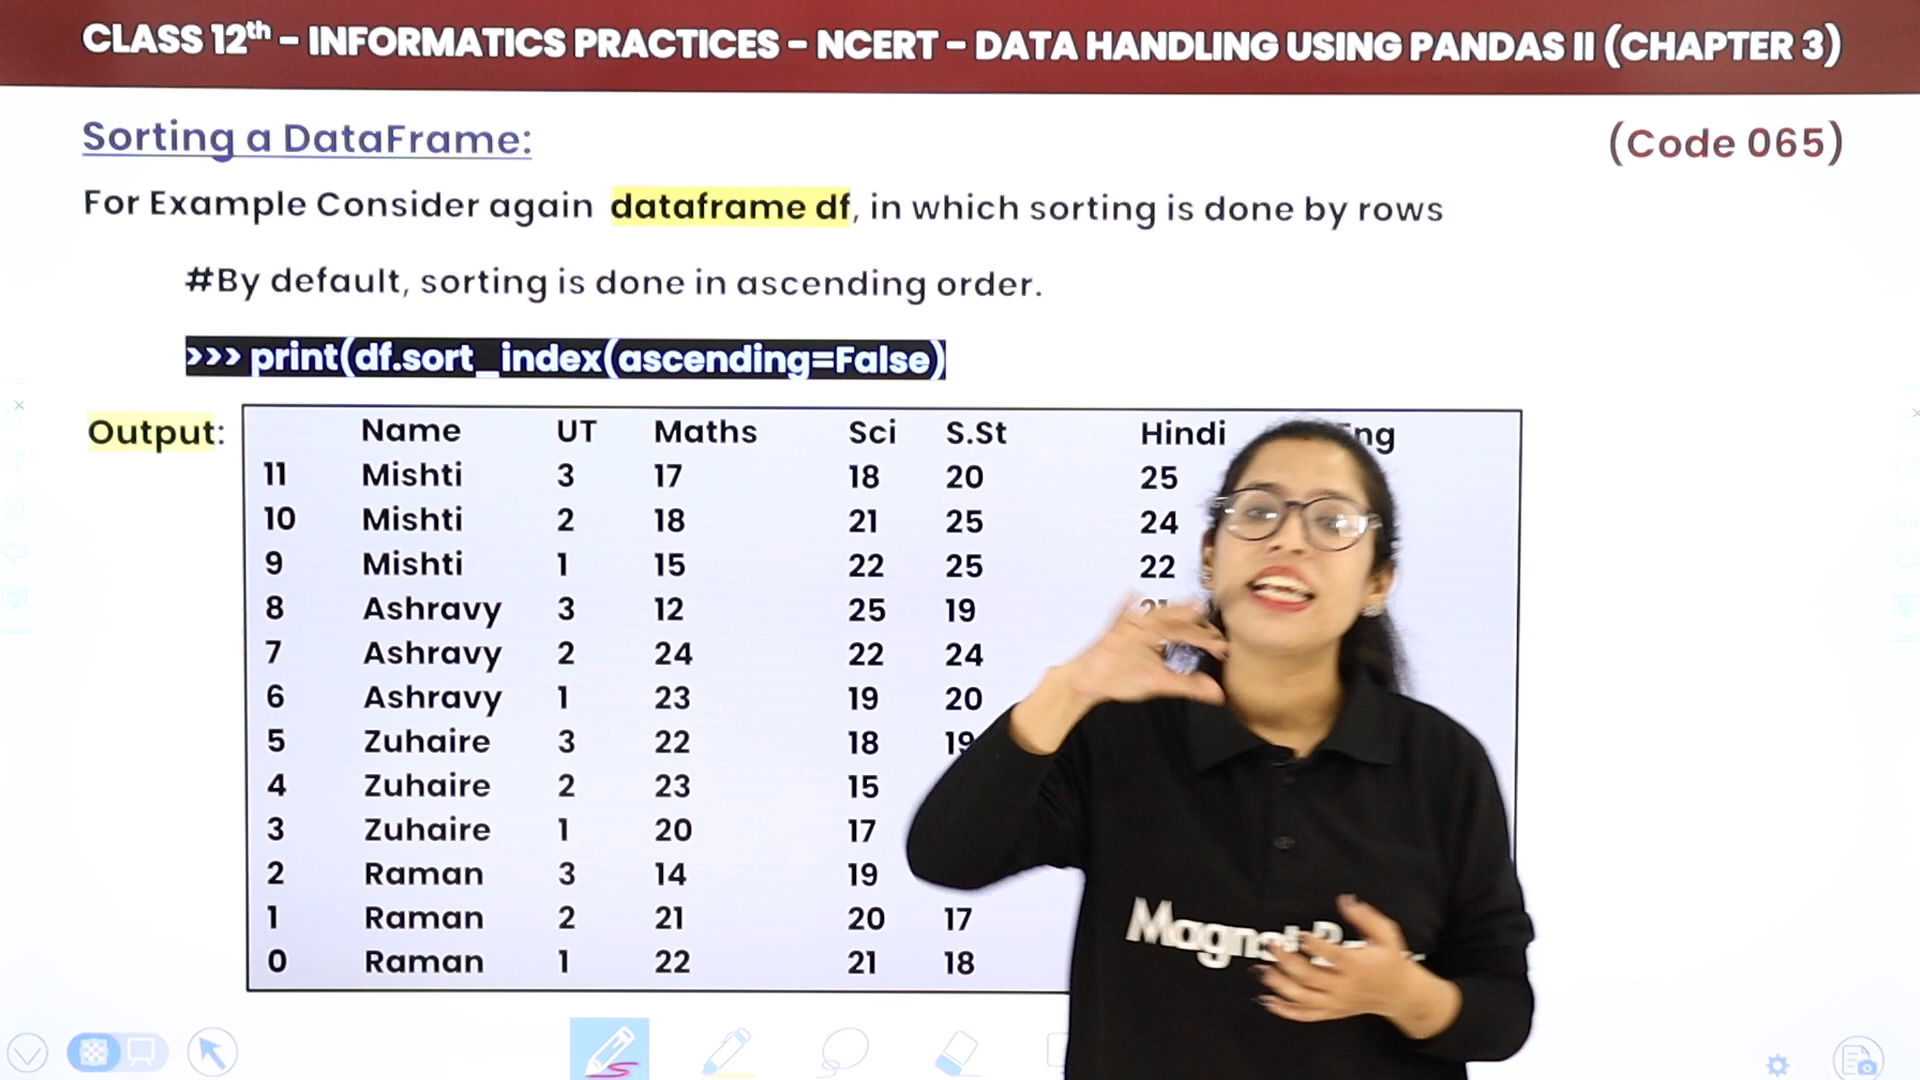 CLASS 12th - INFORMATICS PRACTICES - NCERT - DATA HANDLING USING PANDAS II (CHAPTER 3)
Sorting a DataFrame:
(Code 065)
For Example Consider again dataframe df, in which sorting is done by rows
#By default, sorting is done in ascending order.
>>> print(df.sort_index(ascending=False)
Output:
Name UT Maths Sci S.St Hindi
11 Mishti 3 17 18 20 25
10 Mishti 2 18 21 25 24
9 Mishti 1 15 22 25 22
8 Ashravy 3 12 25 19
7 Ashravy 2 24 22 24
6 Ashravy 1 23 19 20
5 Zuhaire 3 22 18 19
4 Zuhaire 2 23 15
3 Zuhaire 1 20 17
2 Raman 3 14 19
1 Raman 2 21 20 17
0 Raman 1 22 21 18